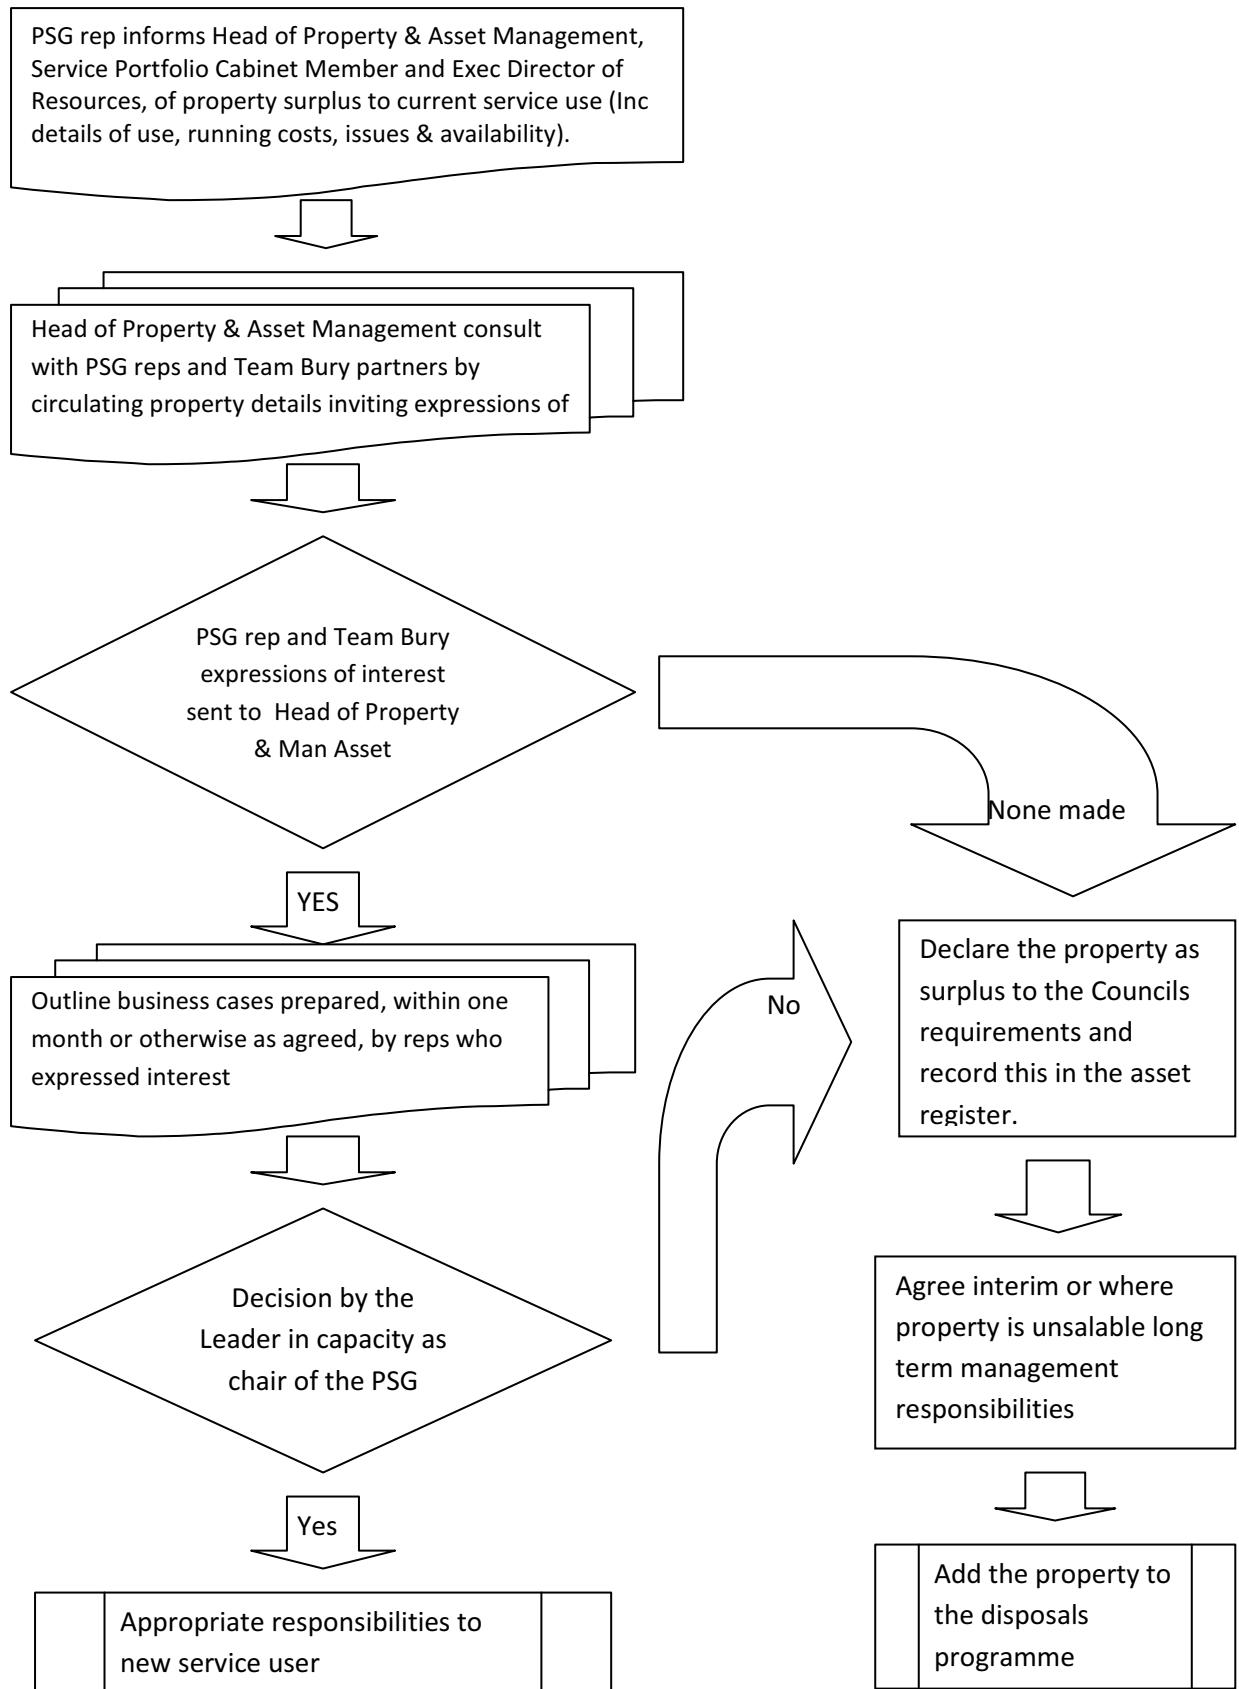 PSG rep informs Head of Property & Asset Management,
Service Portfolio Cabinet Member and Exec Director of
Resources, of property surplus to current service use (Inc
details of use, running costs, issues & availability).
Head of Property & Asset Management consult
with PSG reps and Team Bury partners by
circulating property details inviting expressions of
PSG rep and Team Bury
expressions of interest
sent to Head of Property
& Man Asset
None made
YES
Outline business cases prepared, within one
month or otherwise as agreed, by reps who
expressed interest
No
Declare the property as
surplus to the Councils
requirements and
record this in the asset
register.
Decision by the
Leader in capacity as
chair of the PSG
Agree interim or where
property is unsalable long
term management
responsibilities
Yes
Appropriate responsibilities to
new service user
Add the property to
the disposals
programme